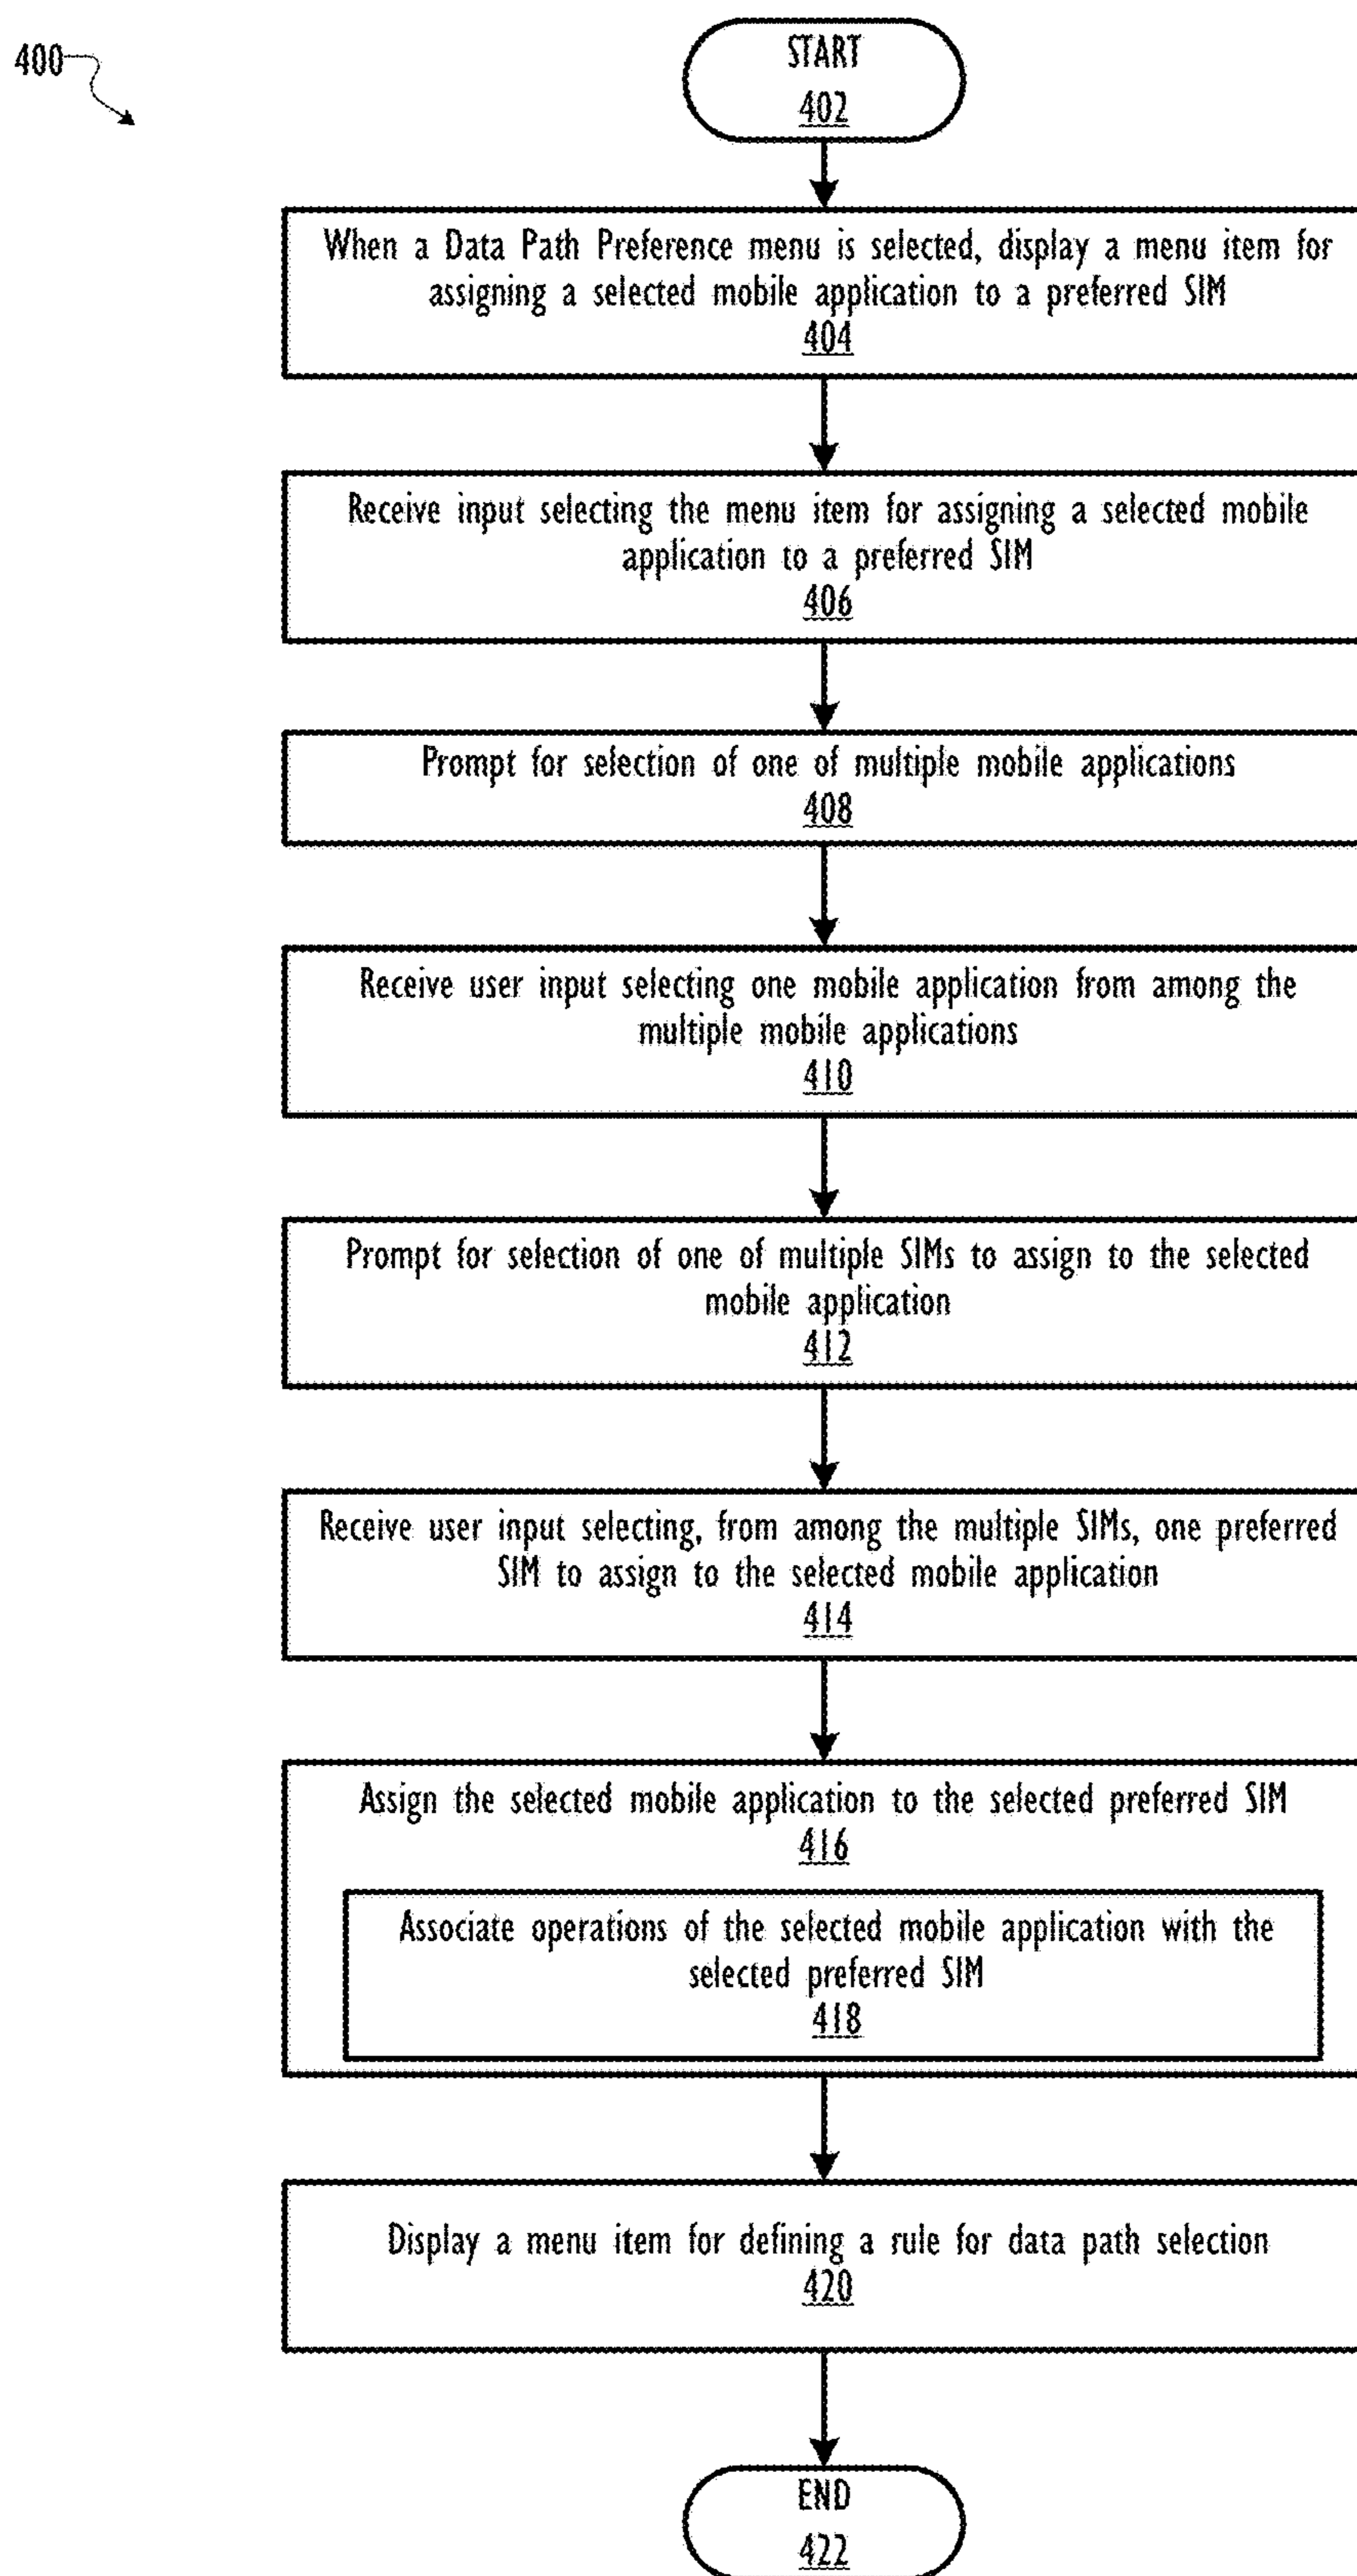 400
START
402
When a Data Path Preference menu is selected, display a menu item for
assigning a selected mobile application to a preferred SIM
404
Receive input selecting the menu item for assigning a selected mobile
application to a preferred SIM
406
Prompt for selection of one of multiple mobile applications
408
Receive user input selecting one mobile application from among the
multiple mobile applications
410
Prompt for selection of one of multiple SIMs to assign to the selected
mobile application
412
Receive user input selecting, from among the multiple SIMs, one preferred
SIM to assign to the selected mobile application
414
Assign the selected mobile application to the selected preferred SIM
416
Associate operations of the selected mobile application with the
selected preferred SIM
418
Display a menu item for defining a rule for data path selection
420
END
422